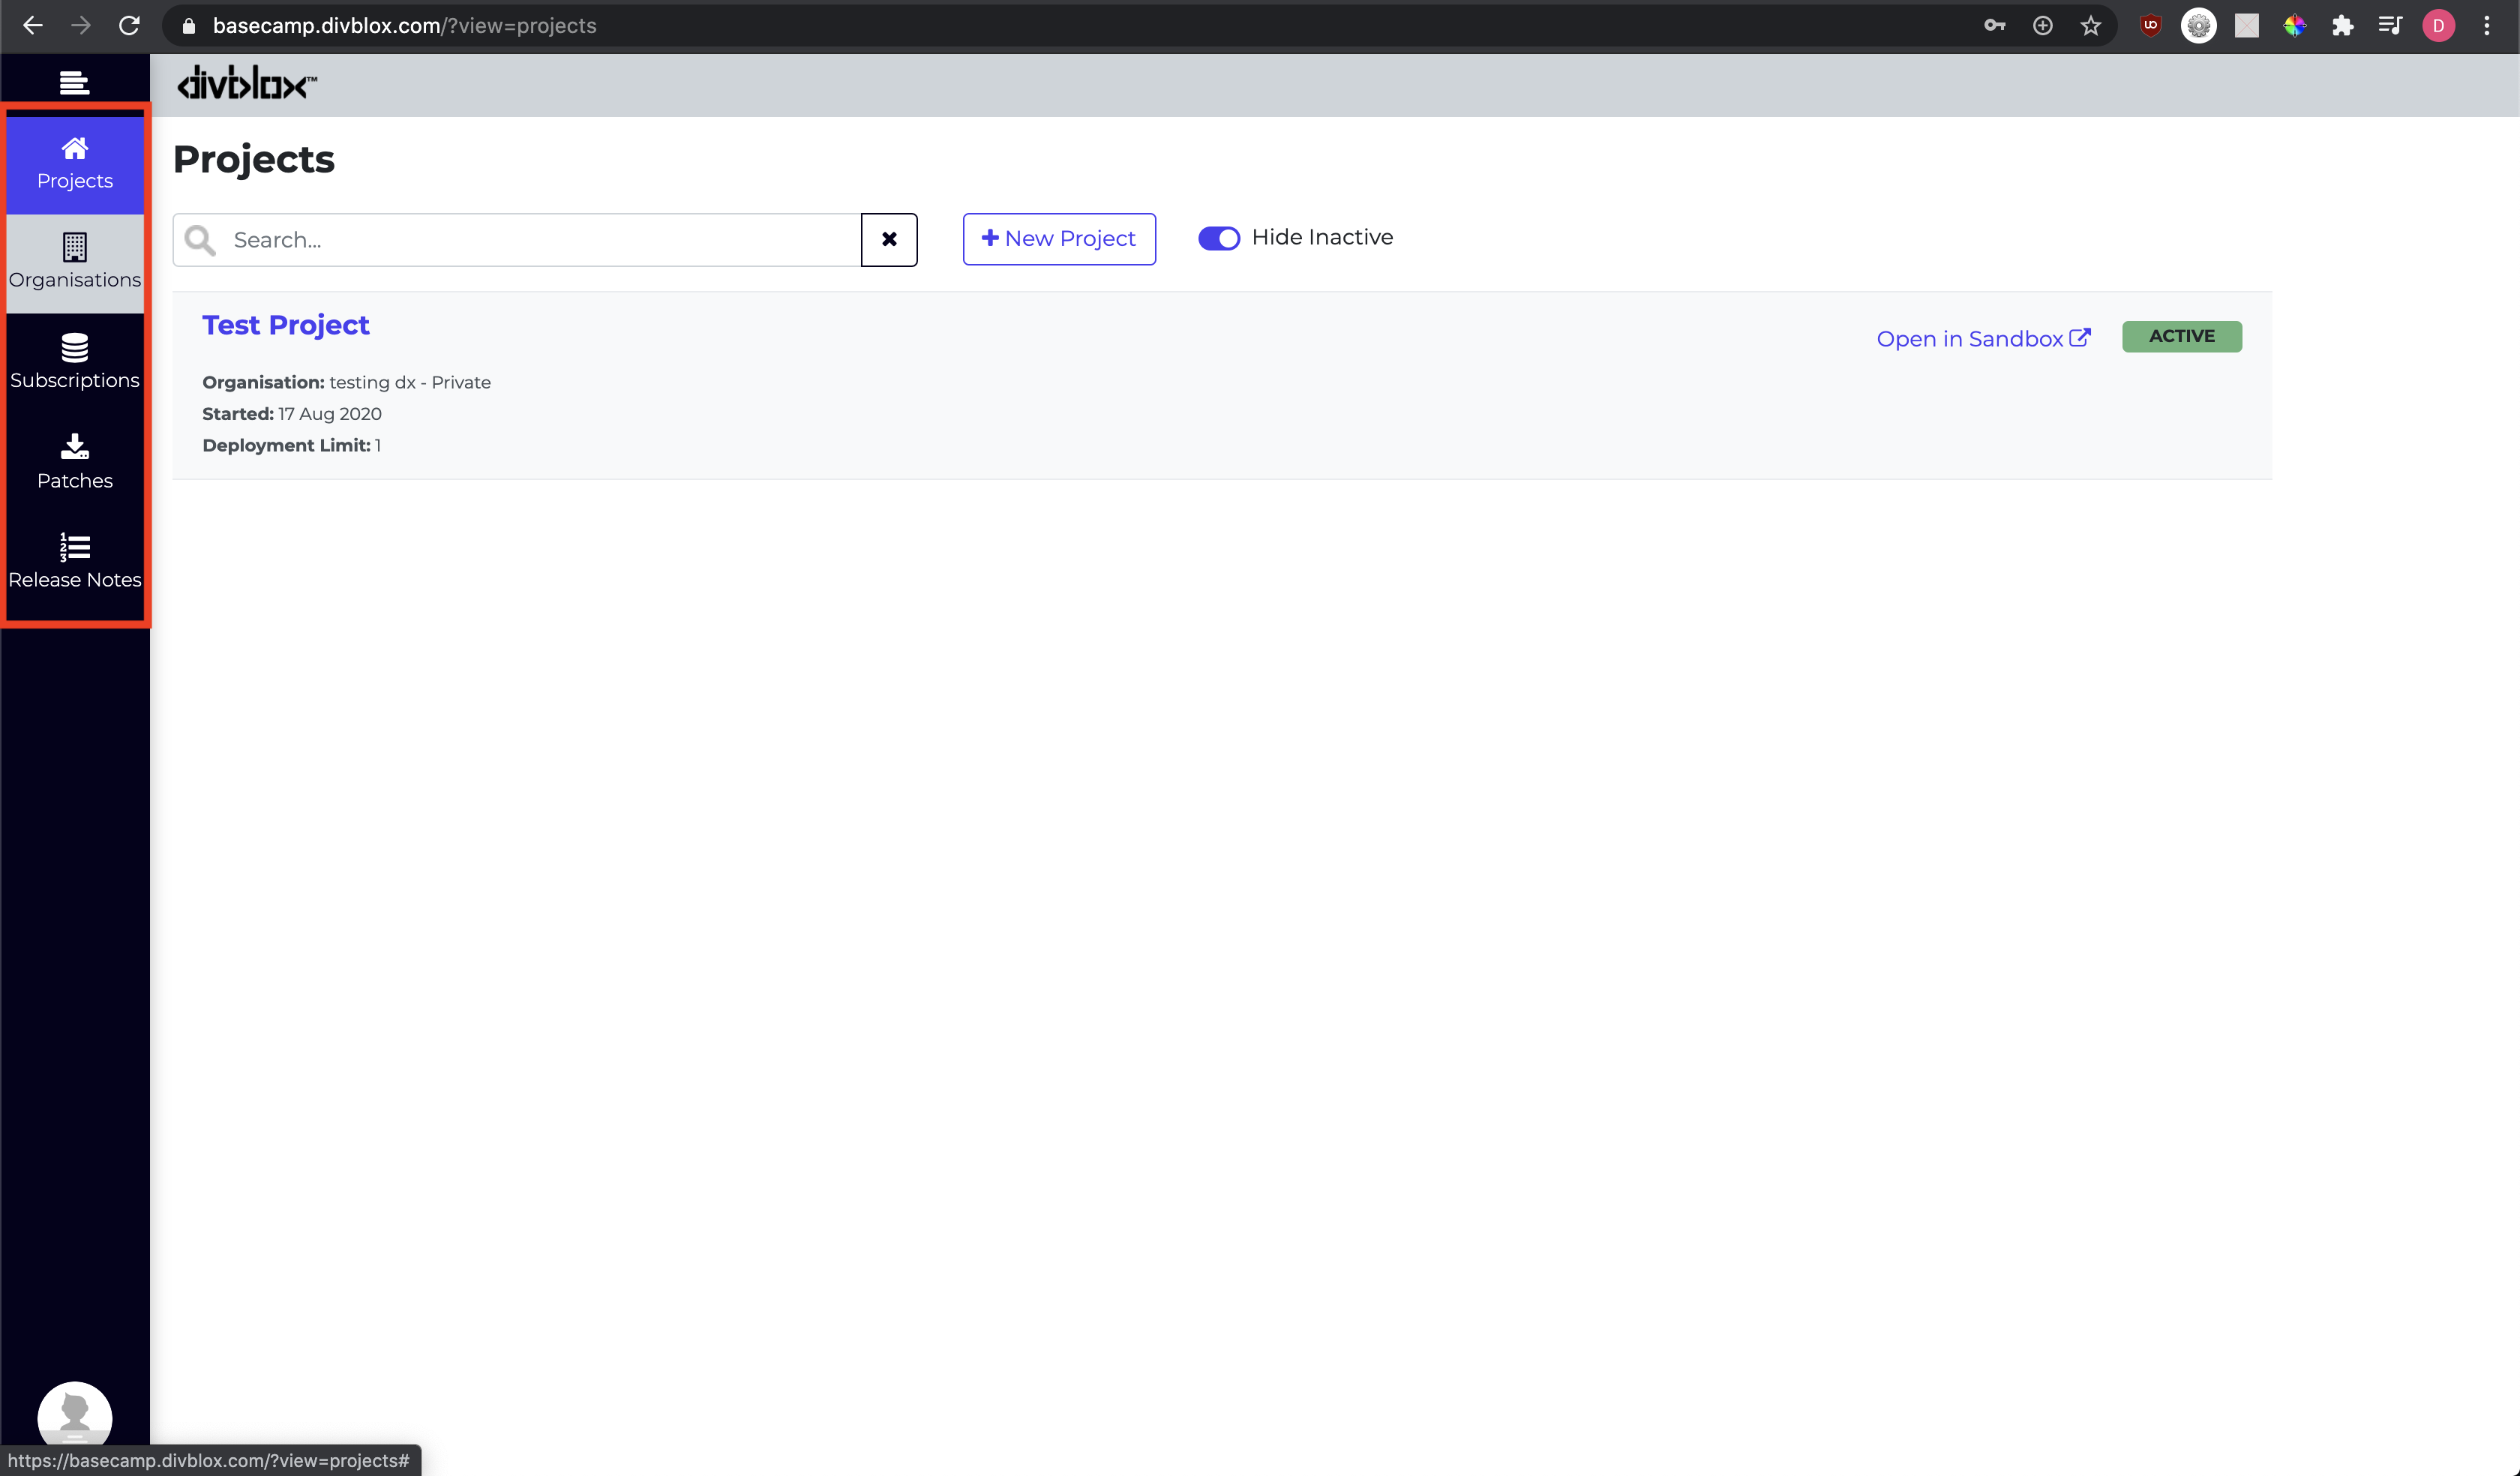 basecamp.divblox.com/?view=projects
D
divblox™
Projects
Organisations
Subscriptions
Patches
Release Notes
Projects
Search...
New Project
Hide Inactive
Test Project
Open in Sandbox
ACTIVE
Organisation: testing dx - Private
Started: 17 Aug 2020
Deployment Limit: 1
https://basecamp.divblox.com/?view=projects#